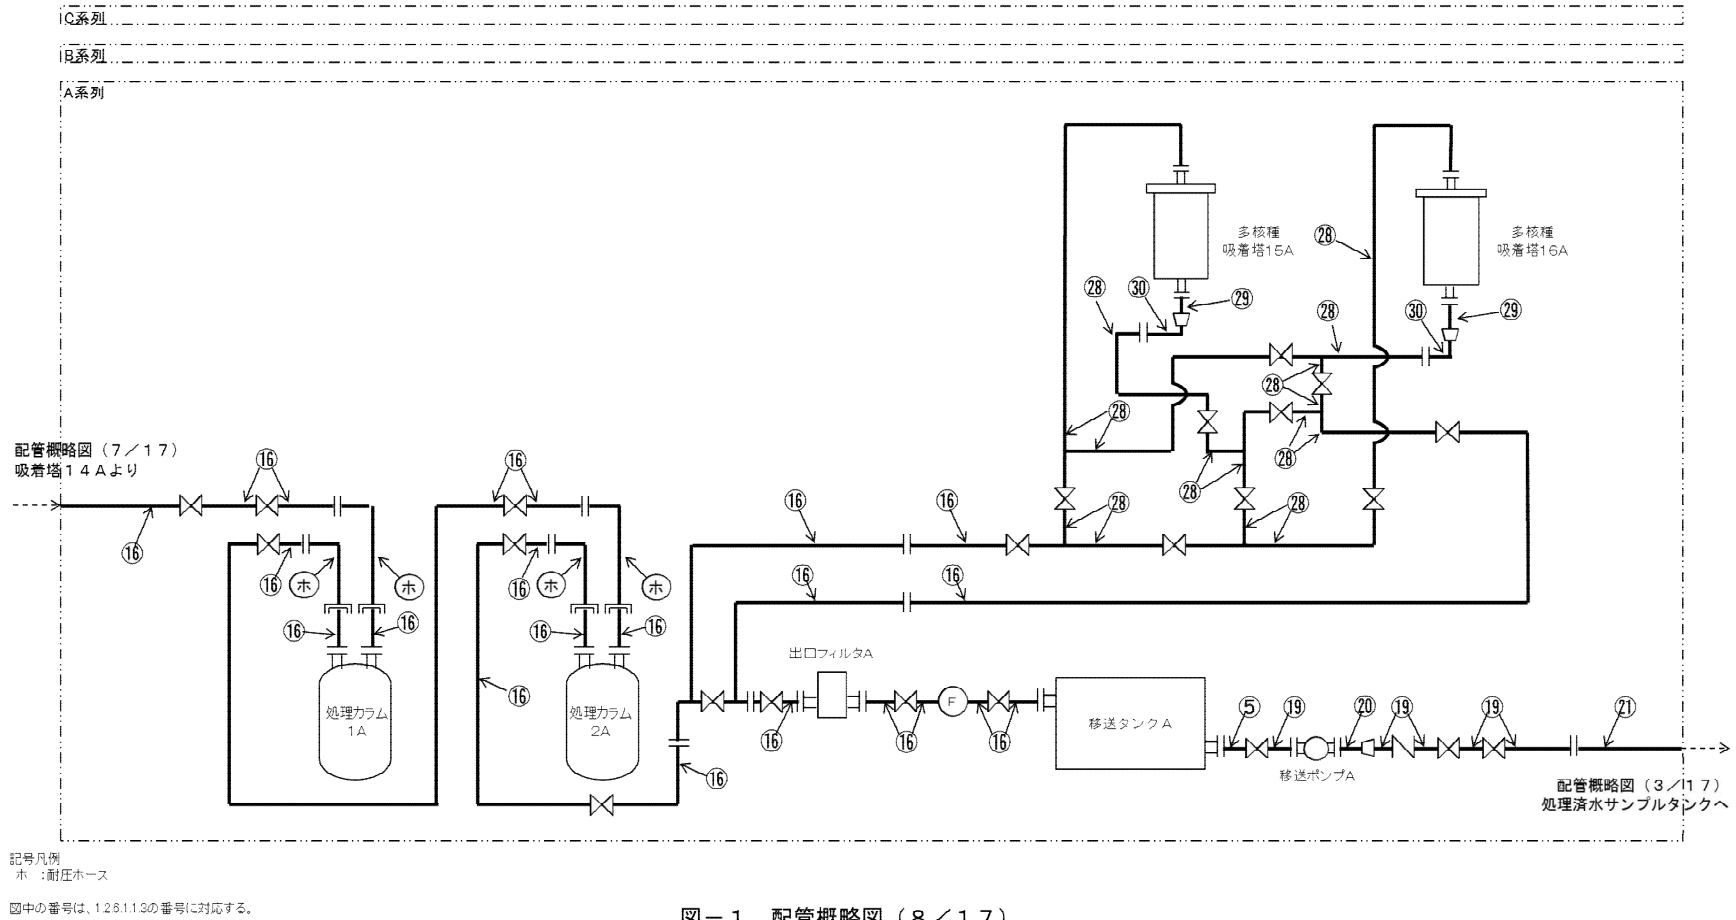 C系列
B系列
A系列
多核種
吸着塔15A
多核種
吸着塔16A
㉘
㉘
㉚
㉙
㉘
㉚
㉙
㉘
㉘
㉘
㉘
㉘
㉘
㉘
配管概略図(7/17)
吸着塔14Aより
⑯
⑯
⑯
⑯
⑯
⑯
ホ
ホ
⑯
ホ
ホ
⑯
⑯
⑯
⑯
⑯
⑯
⑯
処理カラム
1A
処理カラム
2A
⑯
⑯
出口フィルタA
F
⑯
⑯
⑯
移送タンクA
⑤
⑲
⑳
⑲
⑲
㉑
移送ポンプA
配管概略図(3/17)
処理済水サンプルタンクへ
記号凡例
ホ :耐圧ホース
図中の番号は、1.2.6.1.1.3の番号に対応する。
図-1 配管概略図(8/17)